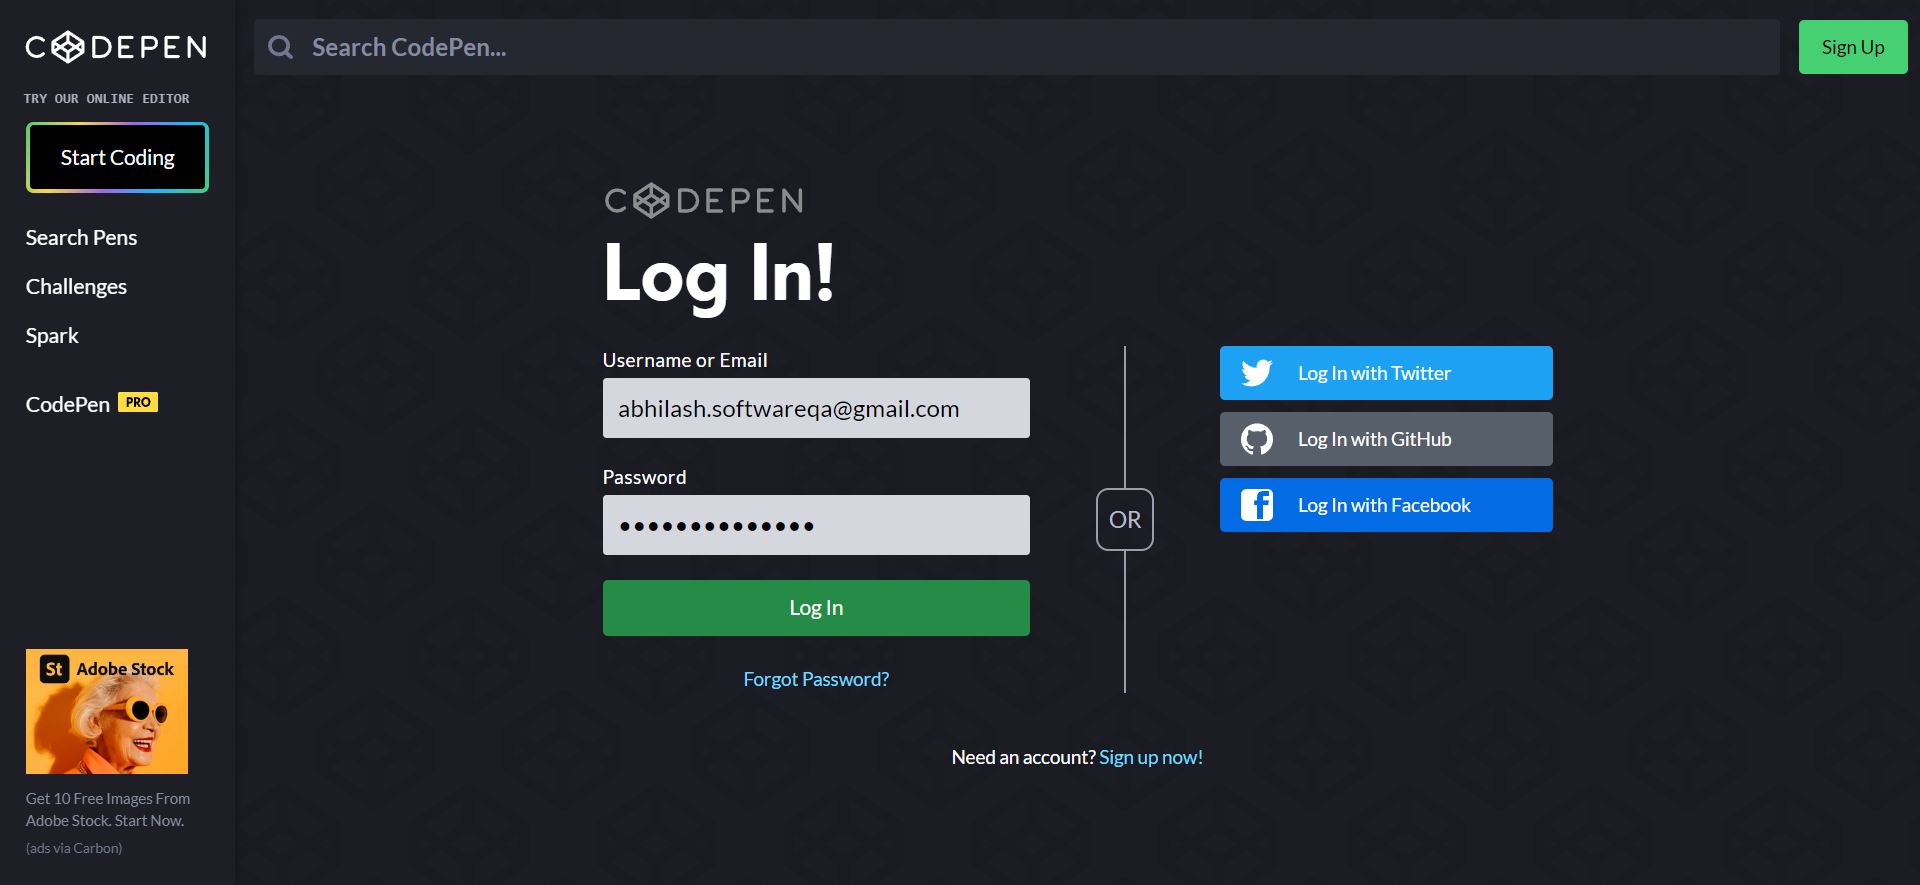 CODEPEN
TRY OUR ONLINE EDITOR
Start Coding
Search Pens
Challenges
Spark
CodePen PRO
St Adobe Stock
Get 10 Free Images From
Adobe Stock. Start Now.
(ads via Carbon)
Search CodePen...
Sign Up
CODEPEN
Log In!
Username or Email
abhilash.softwareqa@gmail.com
Password
••••••••••••••
Log In
Forgot Password?
OR
Log In with Twitter
Log In with GitHub
Log In with Facebook
Need an account? Sign up now!